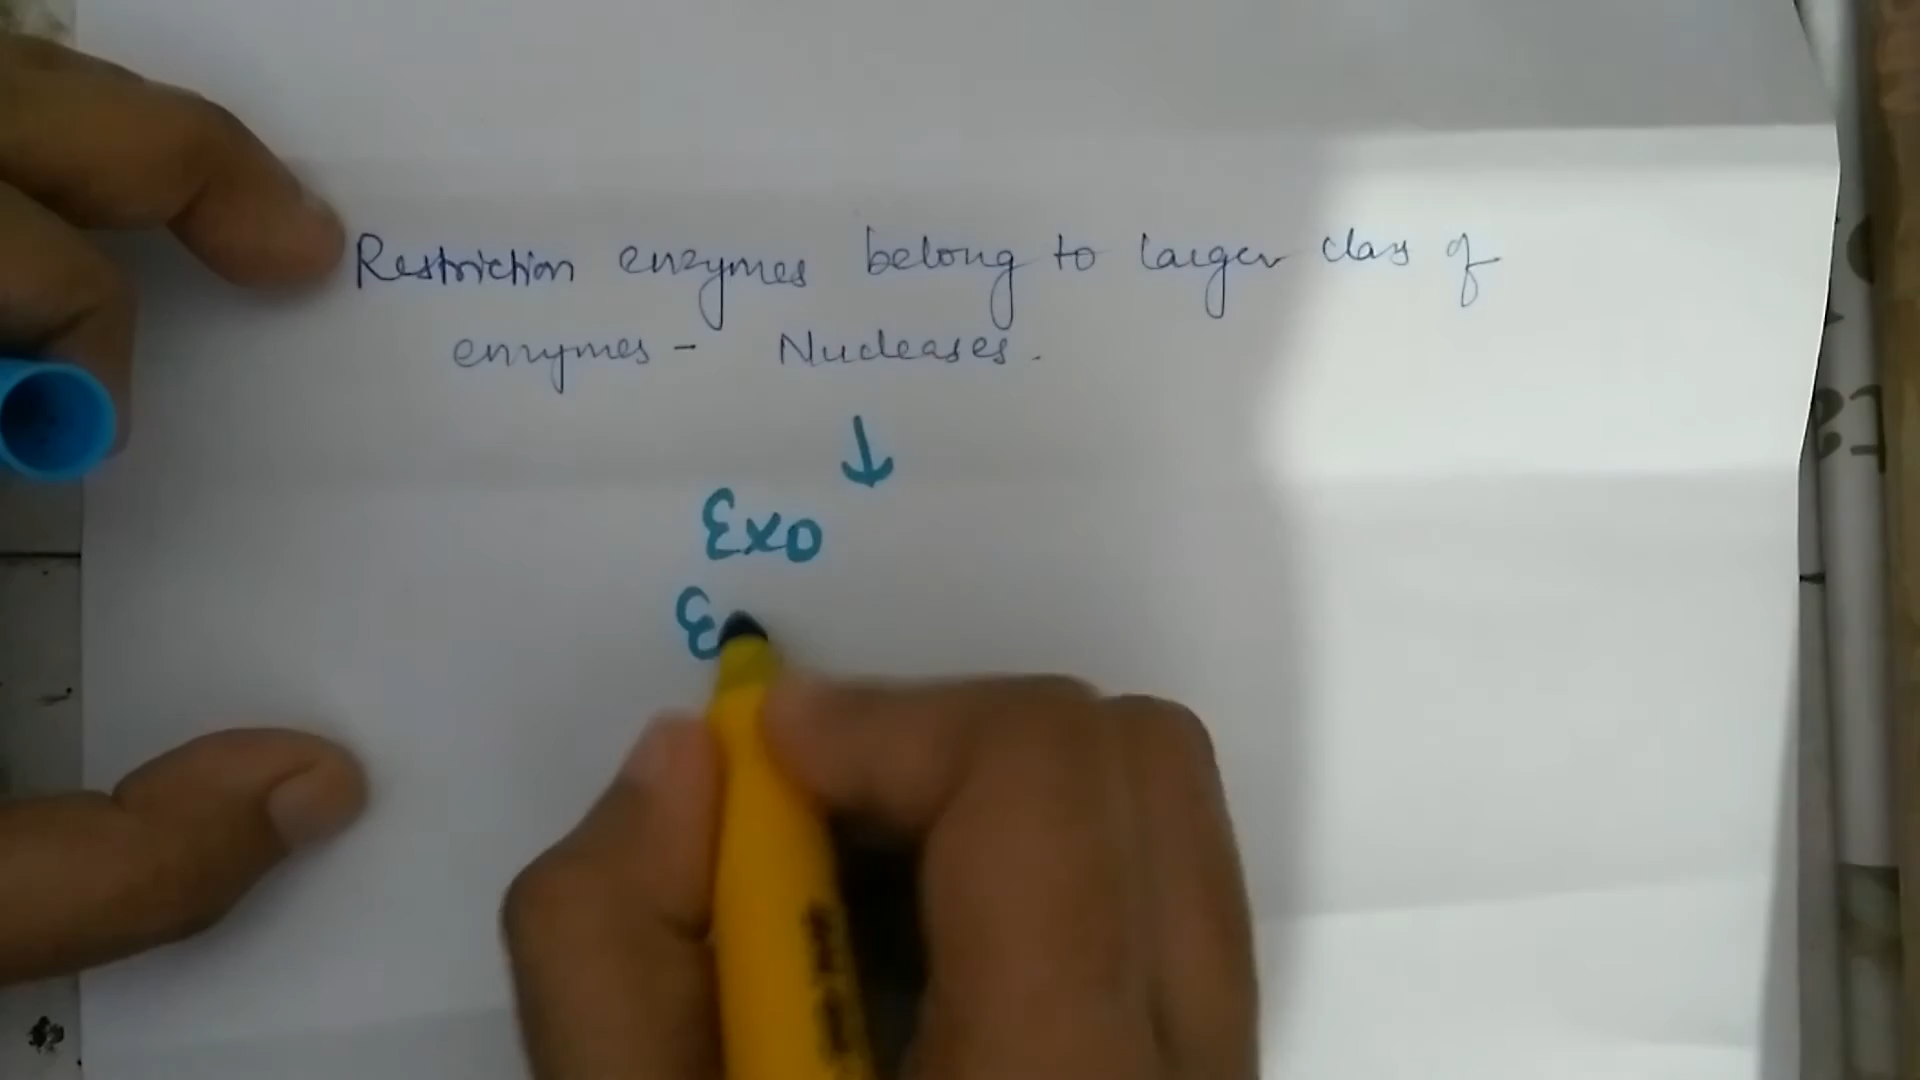 Restriction enzymes belong to larger class of
enzymes - Nucleases.
↓
Exo
E